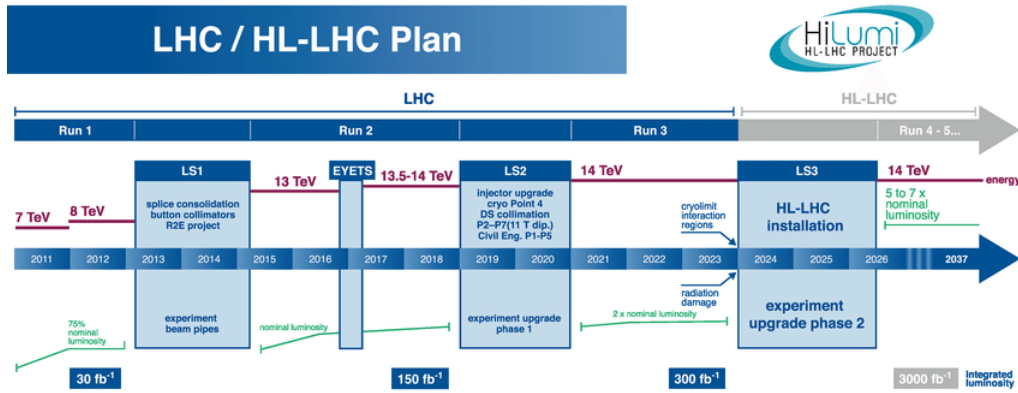 LHC / HL-LHC Plan
HiLumi
HL-LHC PROJECT
LHC
HL-LHC
Run 1
Run 2
Run 3
Run 4 - 5...
LS1
EYETS
LS2
LS3
7 TeV
8 TeV
splice consolidation
button collimators
R2E project
13 TeV
13.5-14 TeV
injector upgrade
cryo Point 4
DS collimation
P2–P7(11 T dip.)
Civil Eng. P1-P5
14 TeV
cryolimit
interaction
regions
HL-LHC
installation
14 TeV
energy
5 to 7 x
nominal
luminosity
2011
2012
2013
2014
2015
2016
2017
2018
2019
2020
2021
2022
2023
2024
2025
2026
2037
75%
nominal
luminosity
experiment
beam pipes
nominal luminosity
experiment upgrade
phase 1
2 x nominal luminosity
radiation
damage
experiment
upgrade phase 2
30 fb-1
150 fb-1
300 fb-1
3000 fb-1
Integrated
luminosity